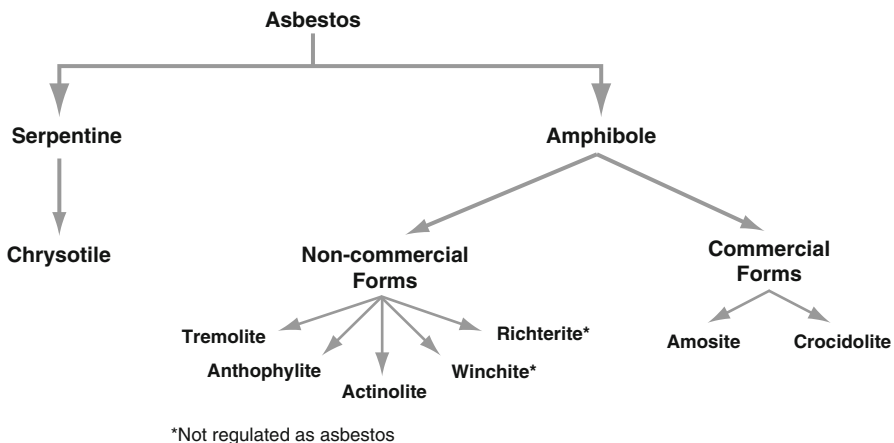 Asbestos
Serpentine
Amphibole
Chrysotile
Non-commercial
Forms
Commercial
Forms
Tremolite
Anthophylite
Actinolite
Winchite*
Richterite*
Amosite
Crocidolite
*Not regulated as asbestos